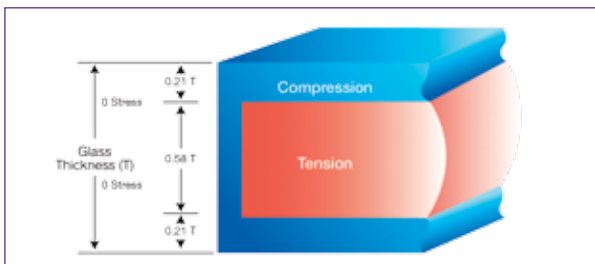 0.21 T
Compression
0 Stress
Glass
Thickness (T)
0.58 T
Tension
0 Stress
0.21 T